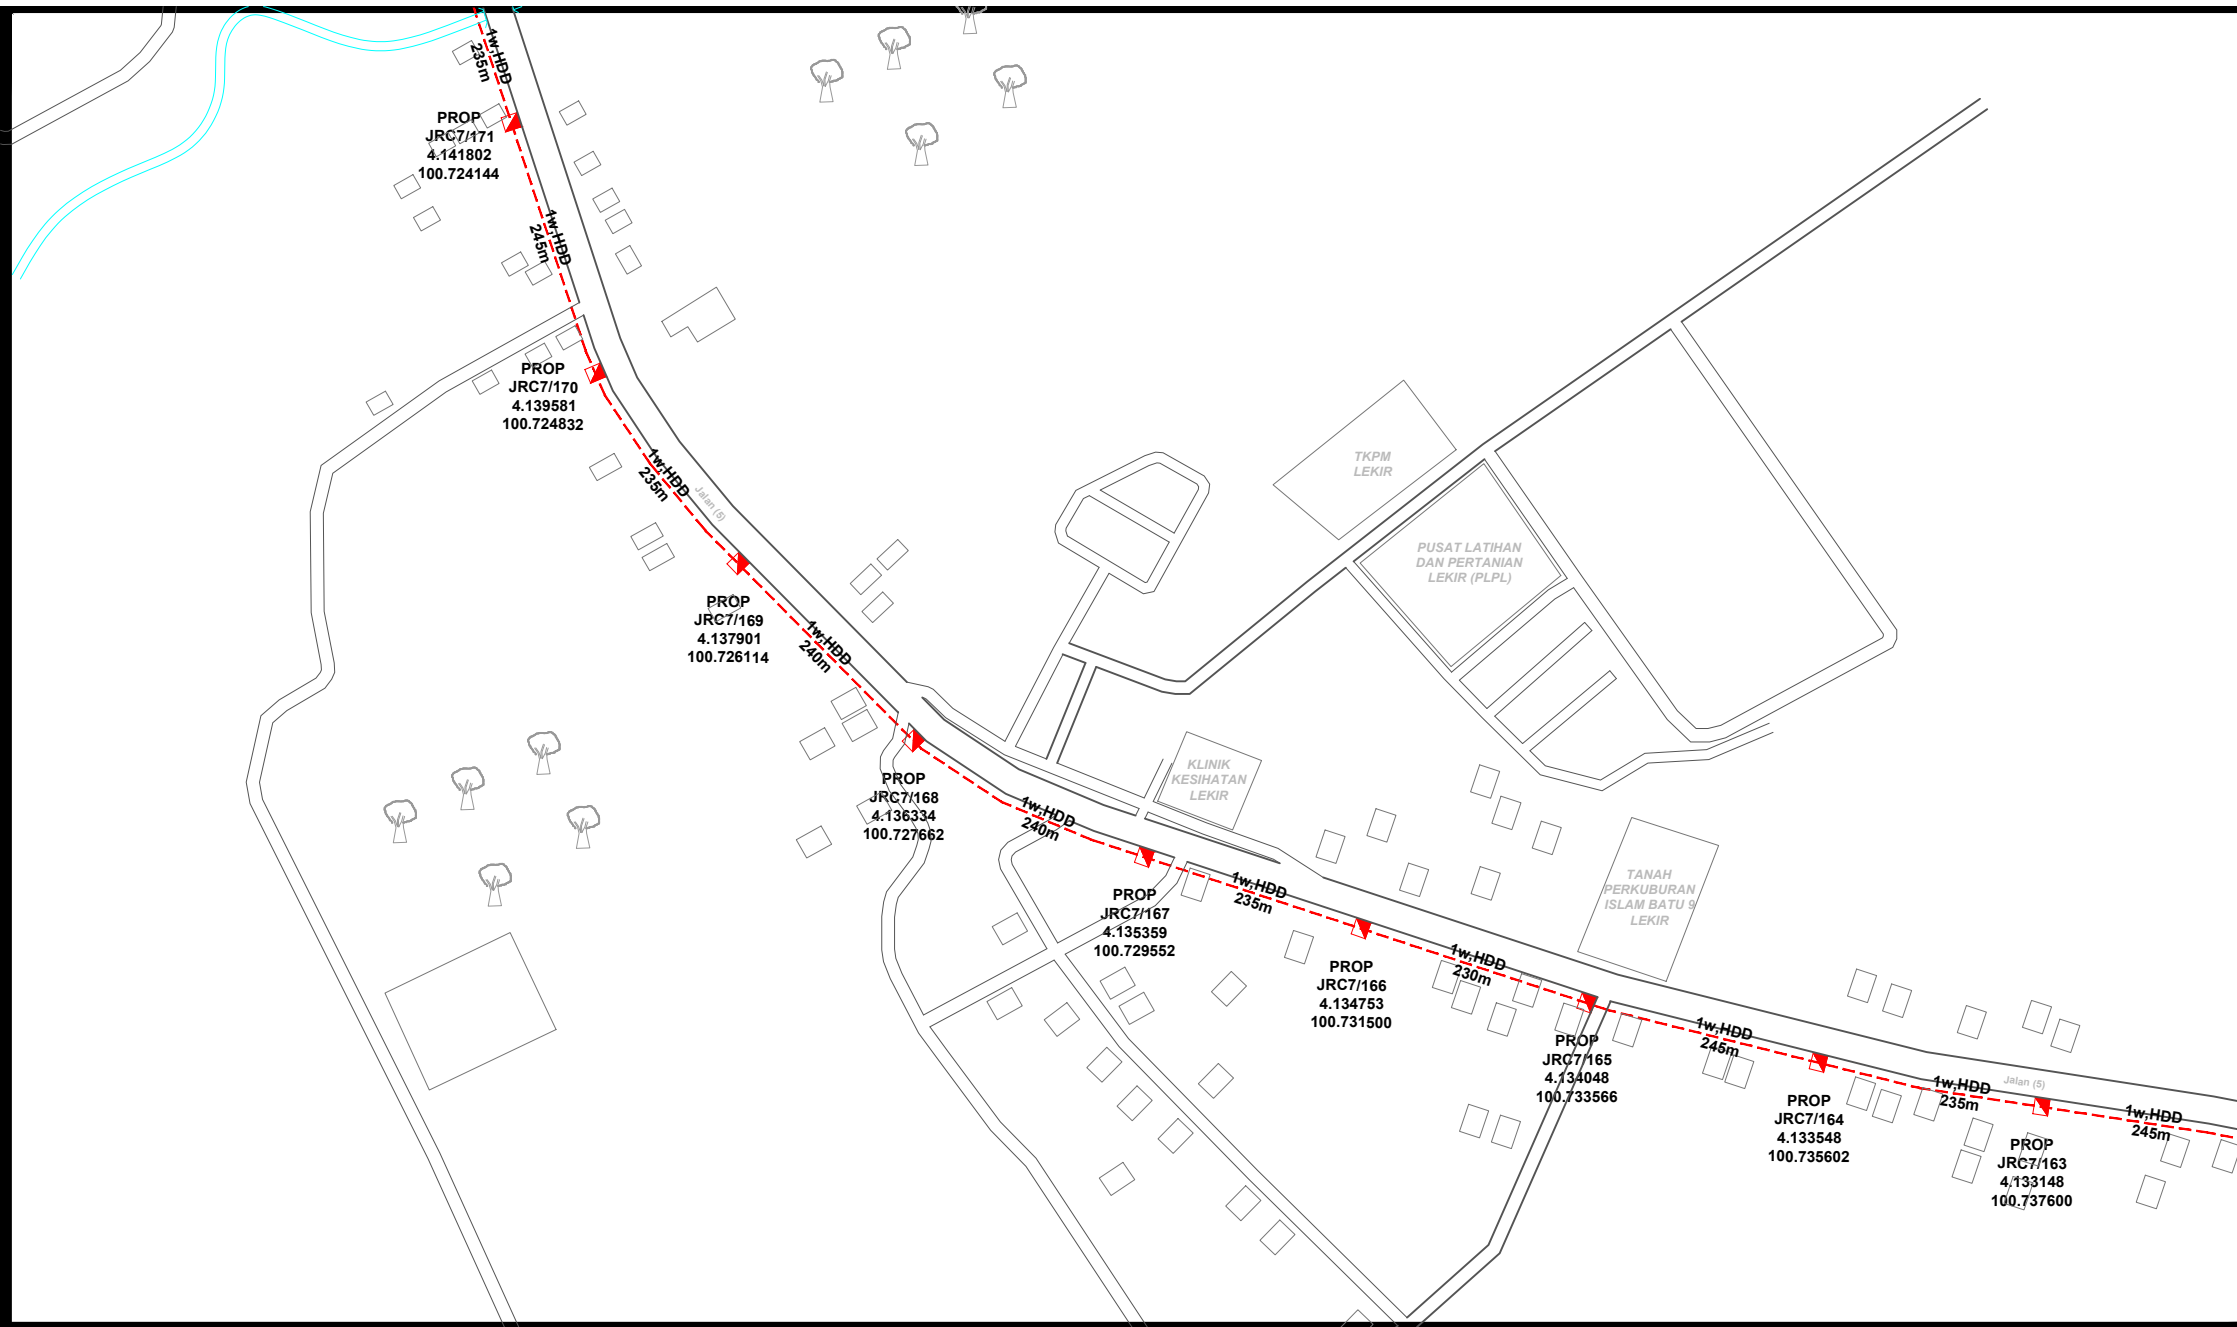 1w,HDD
235m
PROP
JRC7/171
4.141802
100.724144
1w,HDD
245m
PROP
JRC7/170
4.139581
100.724832
1w,HDD
235m
Jalan (5)
PROP
JRC7/169
4.137901
100.726114
1w,HDD
240m
PROP
JRC7/168
4.136334
100.727662
1w,HDD
240m
PROP
JRC7/167
4.135359
100.729552
1w,HDD
235m
PROP
JRC7/166
4.134753
100.731500
1w,HDD
230m
PROP
JRC7/165
4.134048
100.733566
1w,HDD
245m
PROP
JRC7/164
4.133548
100.735602
1w,HDD
235m
Jalan (5)
PROP
JRC7/163
4.133148
100.737600
1w,HDD
245m
TKPM
LEKIR
PUSAT LATIHAN
DAN PERTANIAN
LEKIR (PLPL)
KLINIK
KESIHATAN
LEKIR
TANAH
PERKUBURAN
ISLAM BATU 9
LEKIR